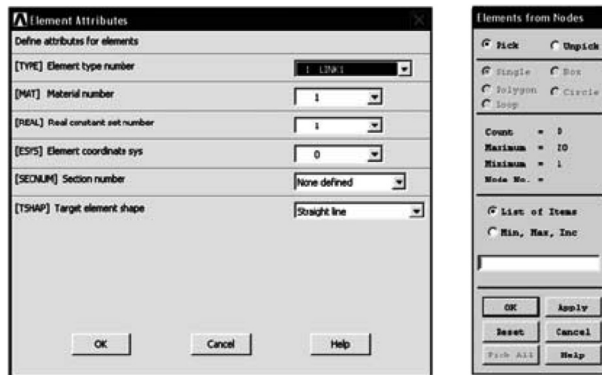 Element Attributes
Define attributes for elements
[TYPE] Element type number
1 LINK1
[MAT] Material number
1
[REAL] Real constant set number
1
[ESYS] Element coordinate sys
0
[SECNUM] Section number
None defined
[TSHAP] Target element shape
Straight line
OK Cancel Help
Elements from Nodes
Pick Unpick
Single Box
Polygon Circle
Loop
Count = 0
Maximum = 20
Minimum = 1
Node No. =
List of Items
Min, Max, Inc
OK Apply
Reset Cancel
Pick All Help